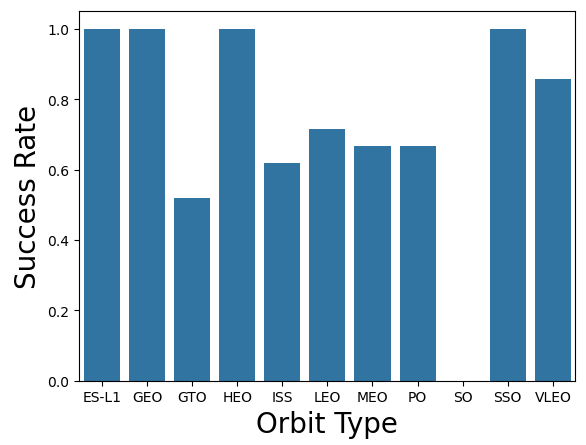 Success Rate
1.0
0.8
0.6
0.4
0.2
0.0
ES-L1 GEO GTO HEO ISS LEO MEO PO SO SSO VLEO
Orbit Type